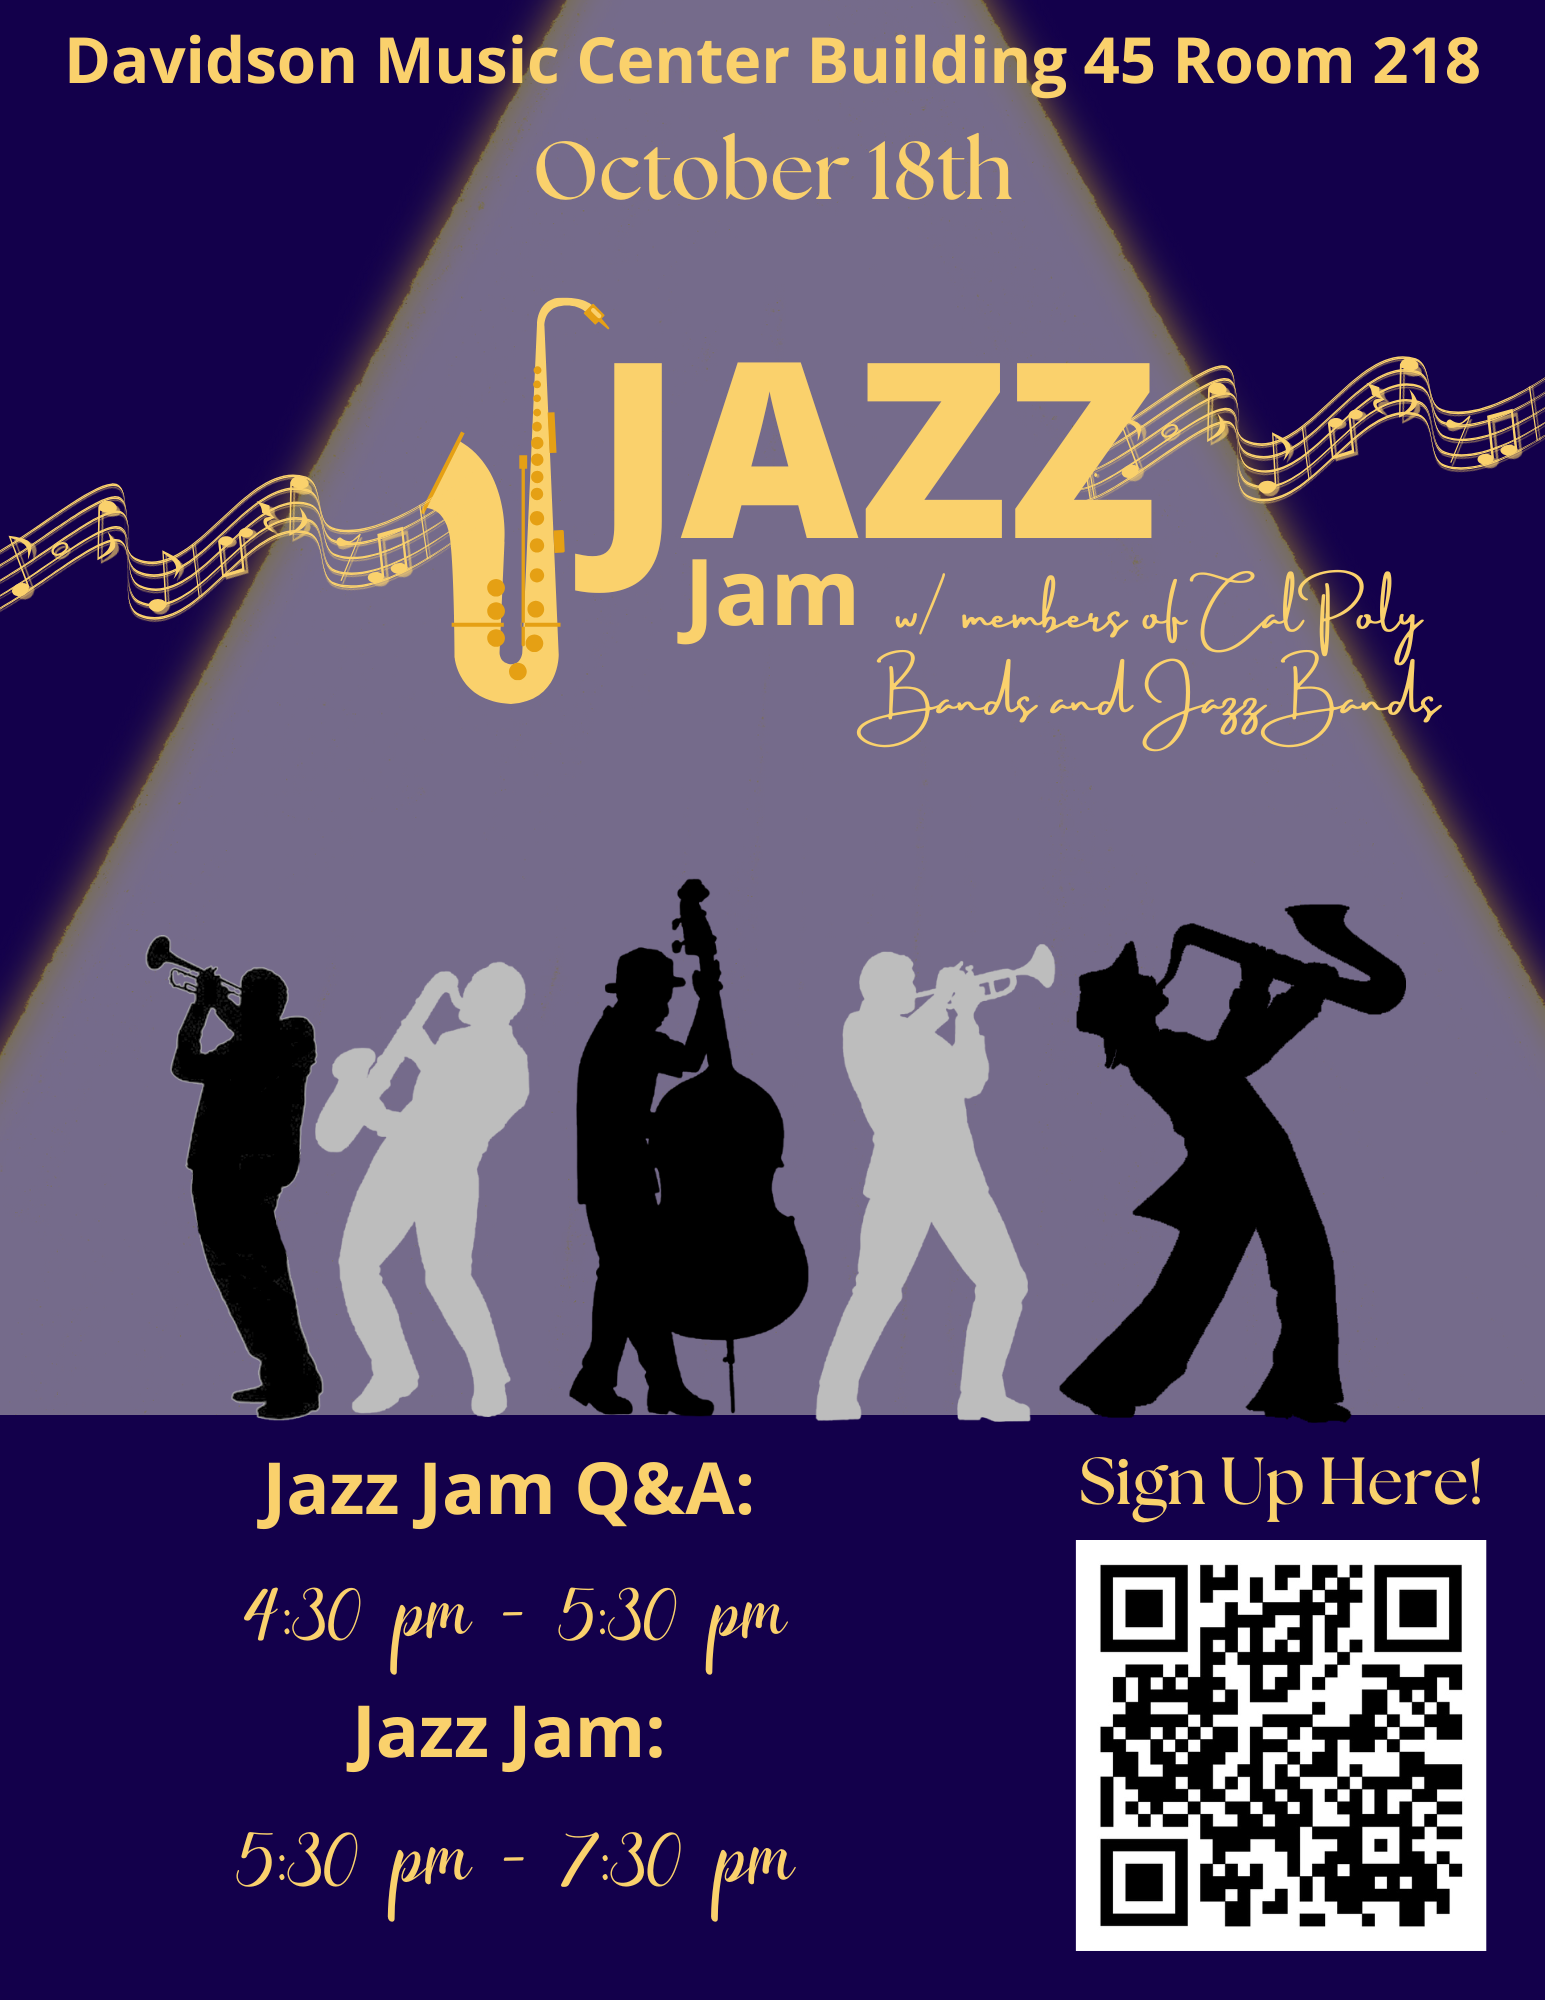 Davidson Music Center Building 45 Room 218
October 18th
JAZZ
Jam w/ members of Cal Poly
Bands and Jazz Bands
Jazz Jam Q&A:
4:30 pm - 5:30 pm
Jazz Jam:
5:30 pm - 7:30 pm
Sign Up Here!